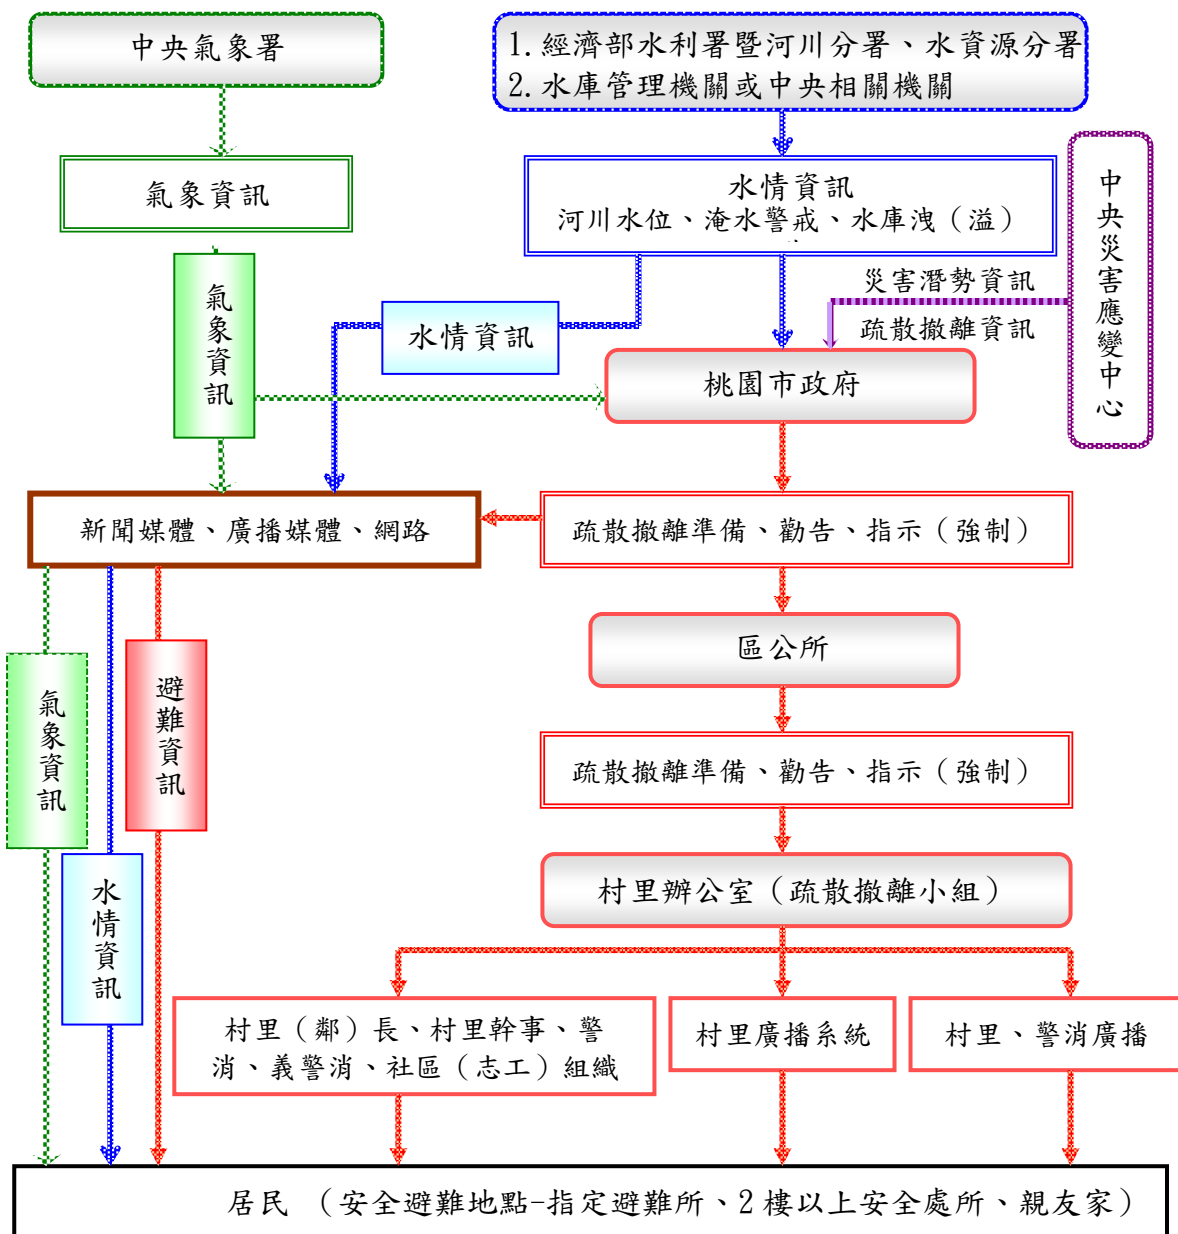 中央氣象署
1.經濟部水利署暨河川分署、水資源分署
2.水庫管理機關或中央相關機關
氣象資訊
水情資訊
河川水位、淹水警戒、水庫洩（溢）
中央災害應變中心
氣象資訊
水情資訊
災害潛勢資訊
疏散撤離資訊
桃園市政府
新聞媒體、廣播媒體、網路
疏散撤離準備、勸告、指示（強制）
區公所
氣象資訊
避難資訊
疏散撤離準備、勸告、指示（強制）
水情資訊
村里辦公室（疏散撤離小組）
村里（鄰）長、村里幹事、警
消、義警消、社區（志工）組織
村里廣播系統
村里、警消廣播
居民 （安全避難地點-指定避難所、2樓以上安全處所、親友家）